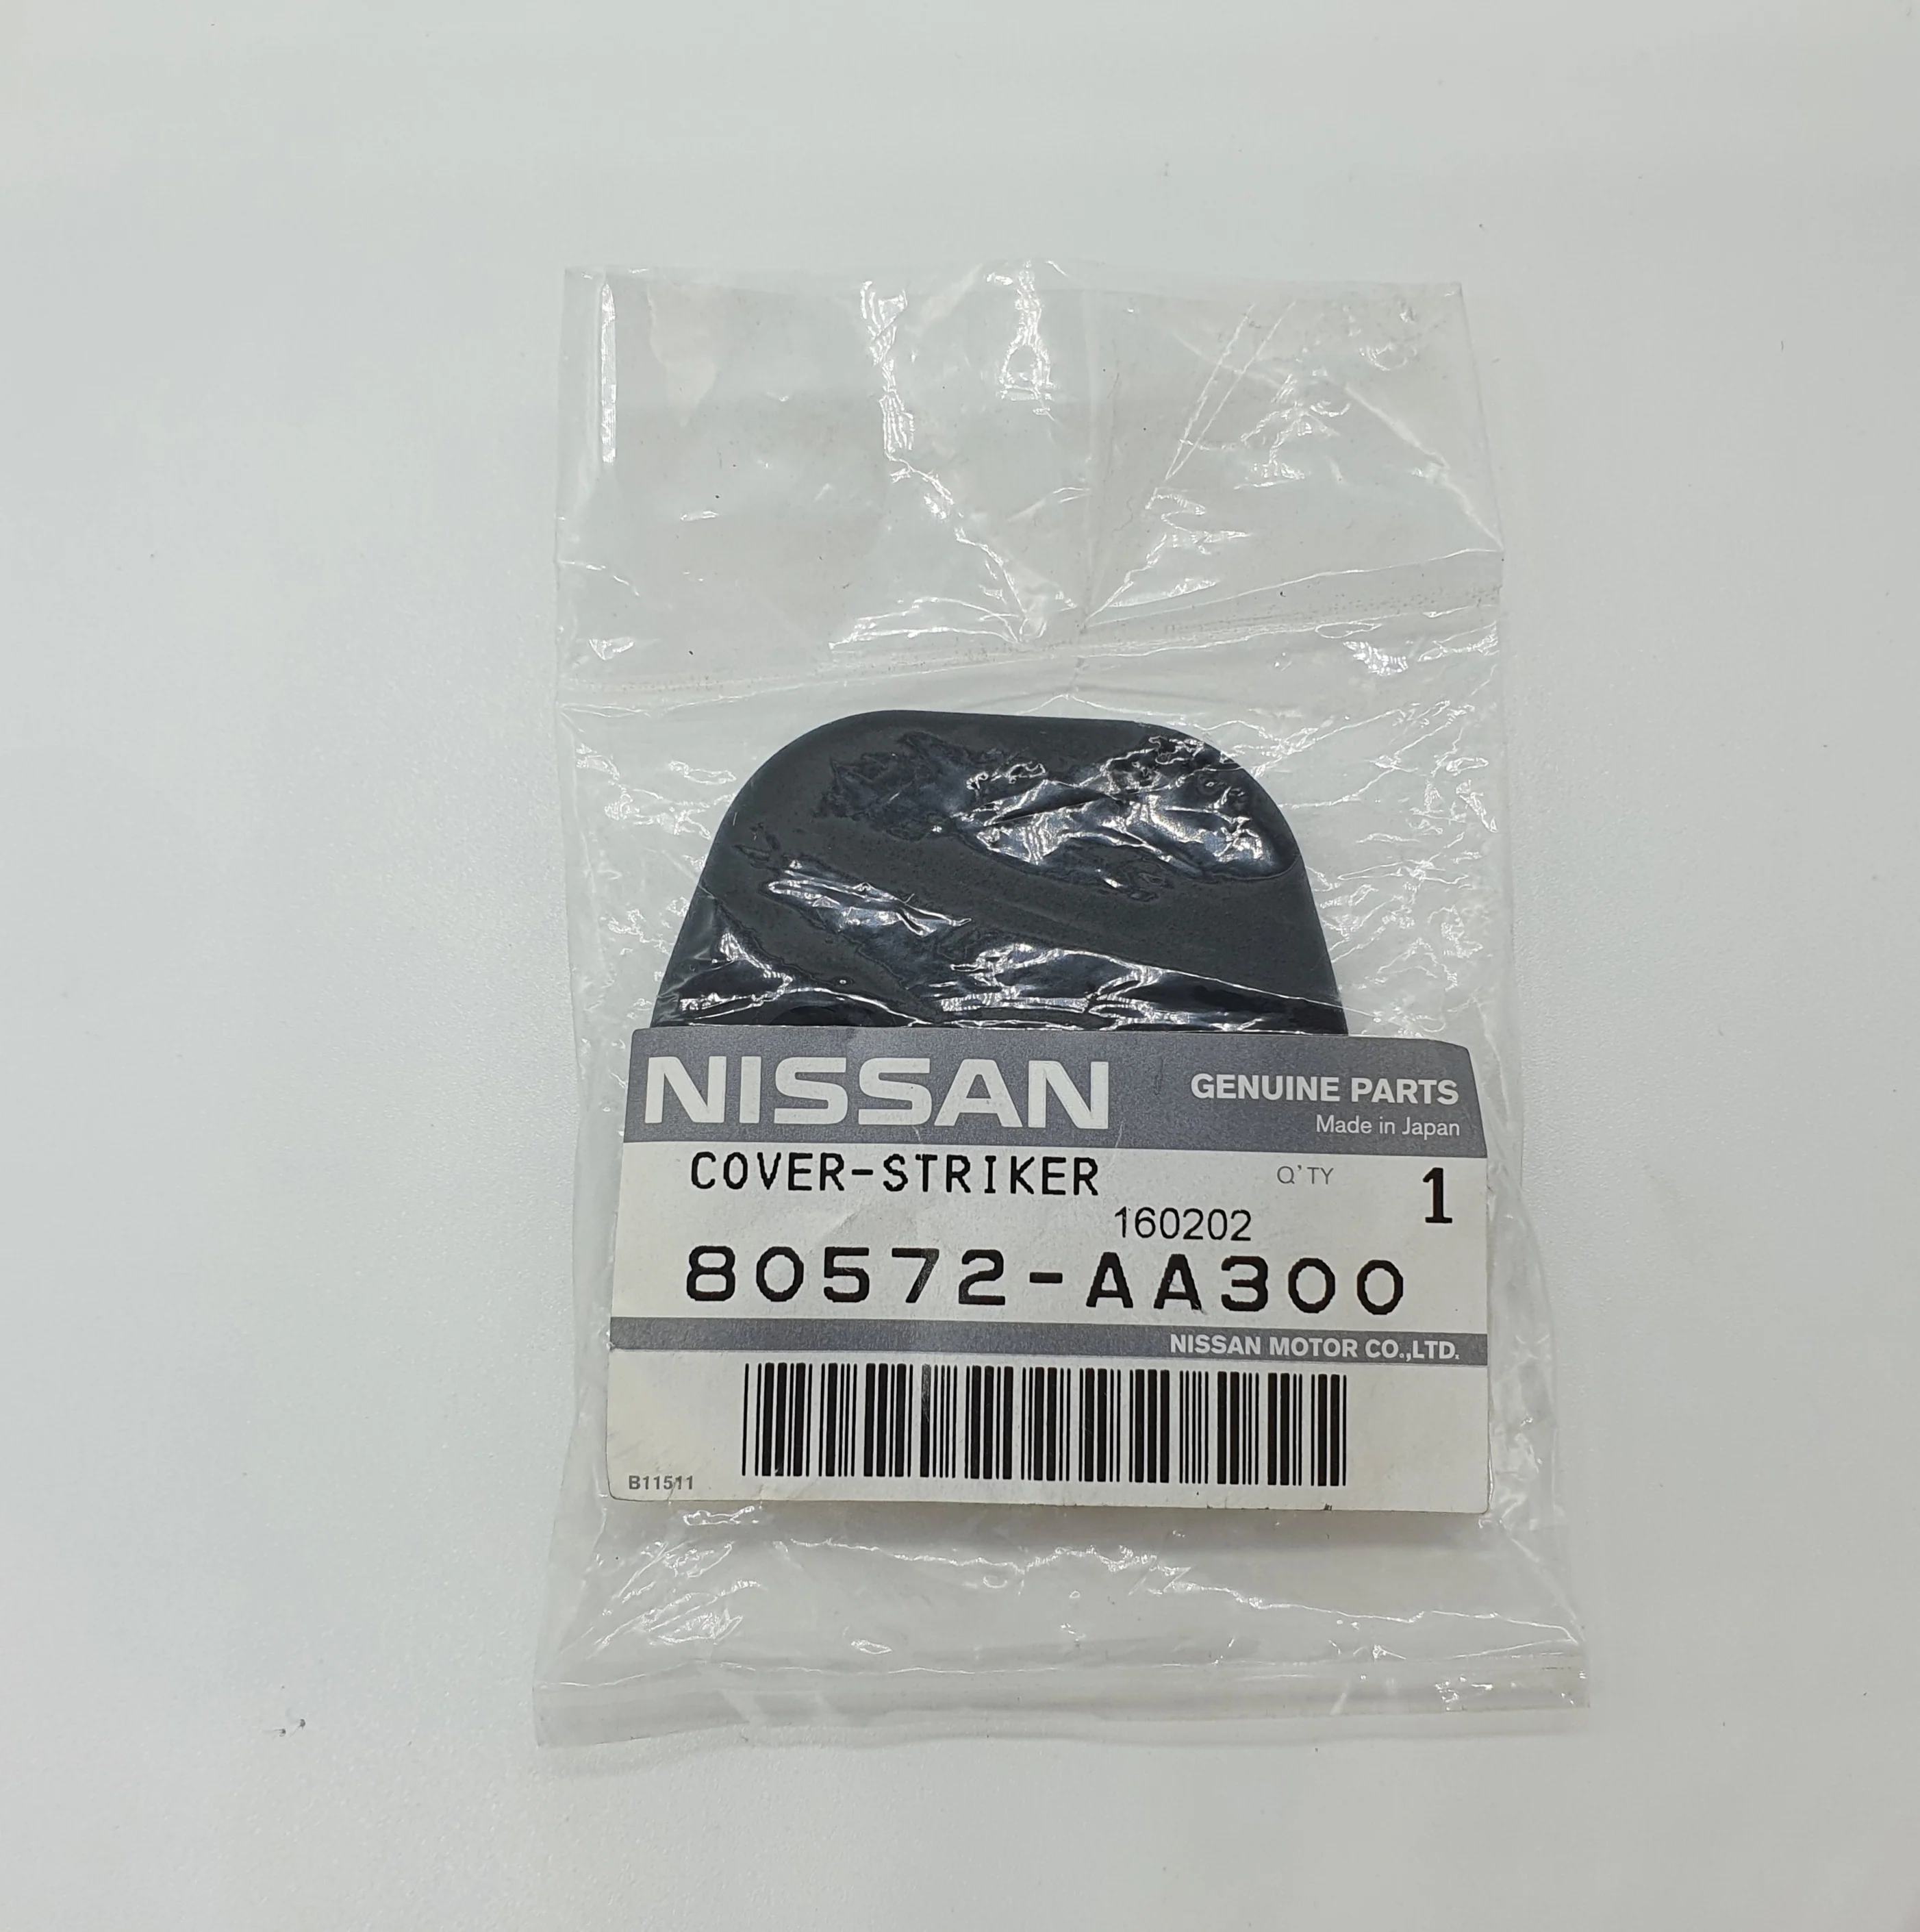 NISSAN
GENUINE PARTS
Made in Japan
COVER-STRIKER
Q'TY 1
160202
80572-AA300
NISSAN MOTOR CO.,LTD.
B11511